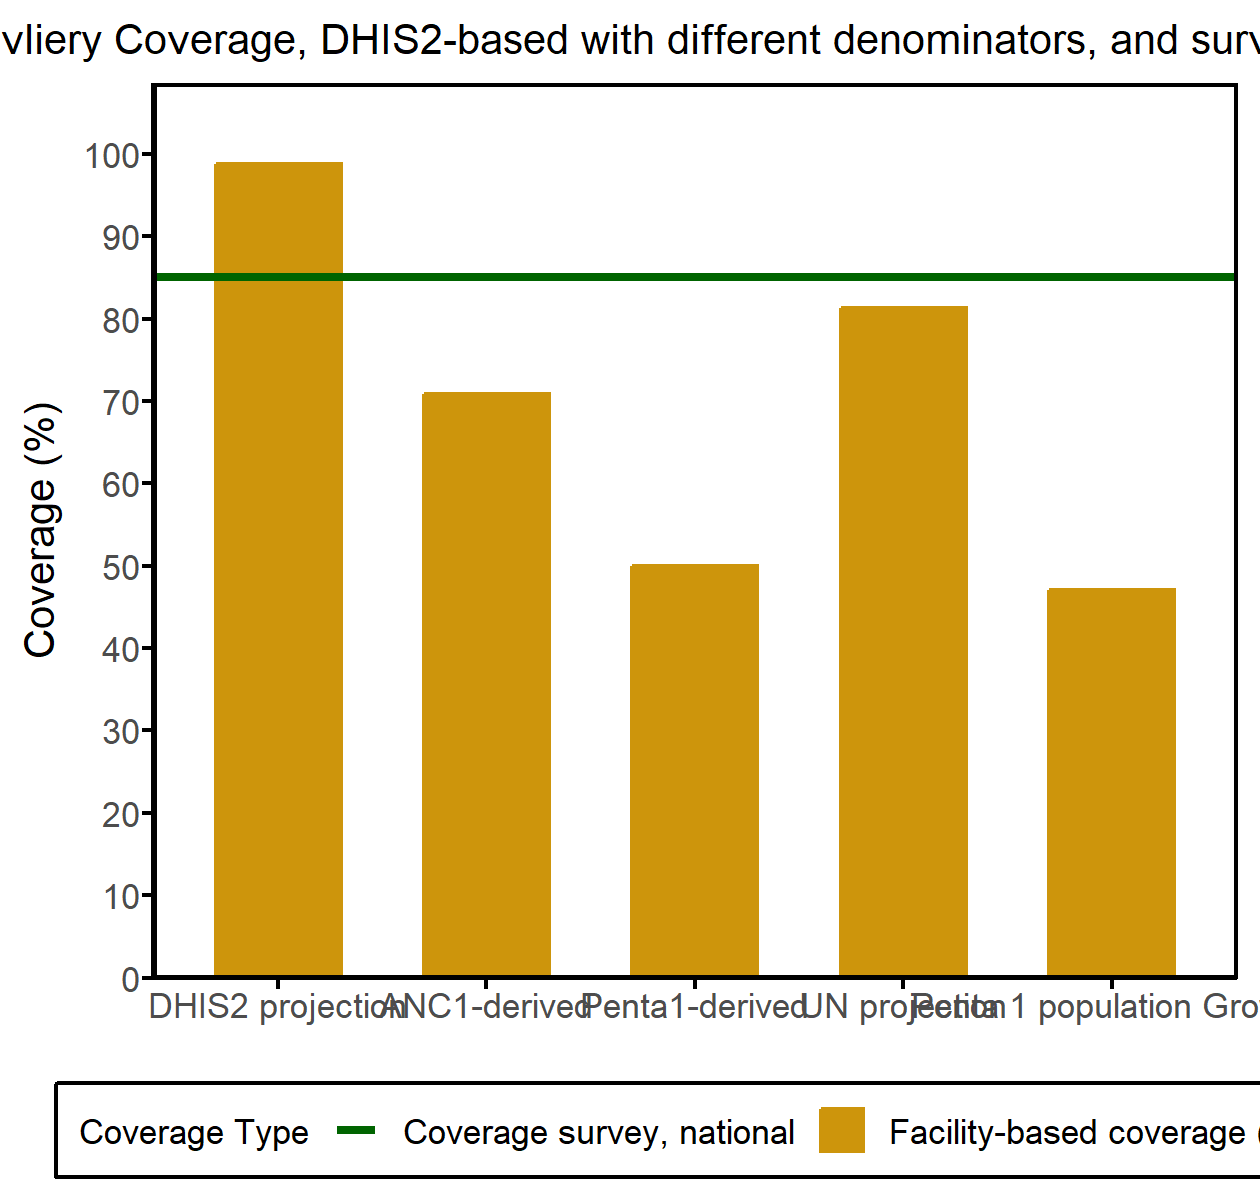 vliery Coverage, DHIS2-based with different denominators, and surv
Coverage (%)
100
90
80
70
60
50
40
30
20
10
0
DHIS2 projection ANC1-derived Penta1-derived UN projection Penta 1 population Gro
Coverage Type Coverage survey, national Facility-based coverage (